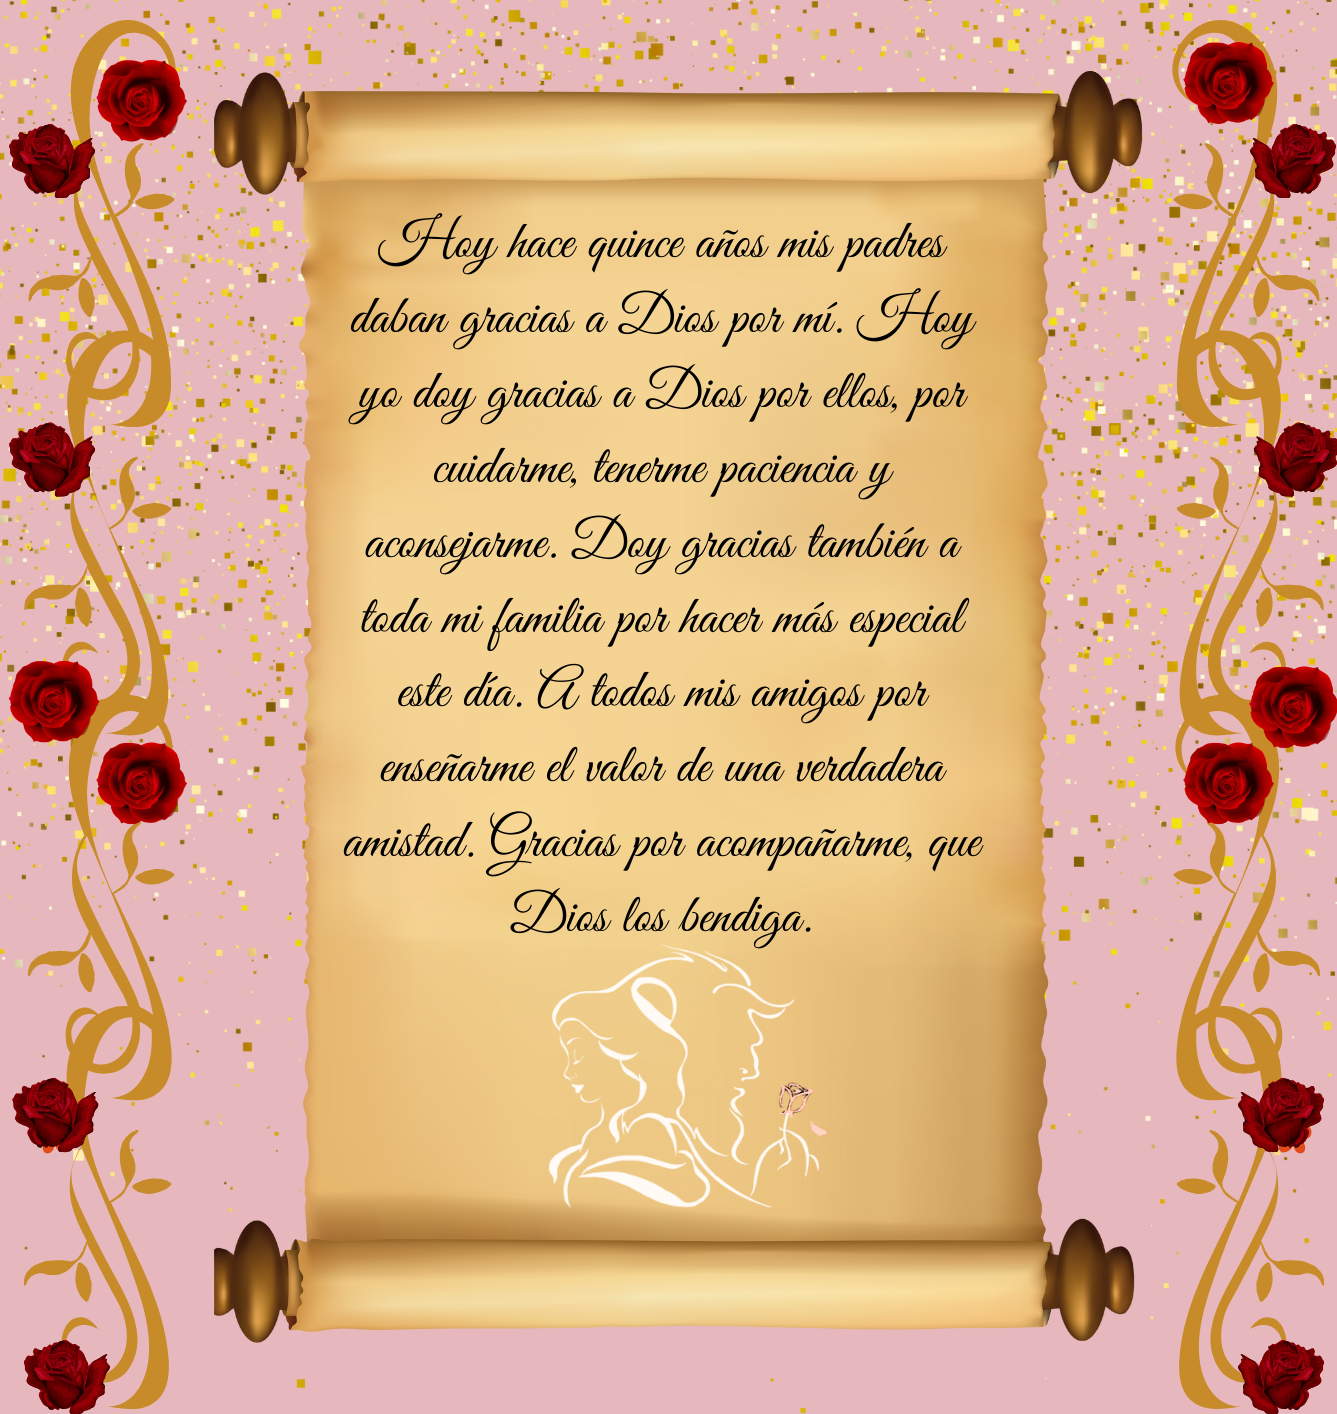 Hoy hace quince años mis padres
daban gracias a Dios por mí. Hoy
yo doy gracias a Dios por ellos, por
cuidarme, tenerme paciencia y
aconsejarme. Doy gracias también a
toda mi familia por hacer más especial
este día. A todos mis amigos por
enseñarme el valor de una verdadera
amistad. Gracias por acompañarme, que
Dios los bendiga.